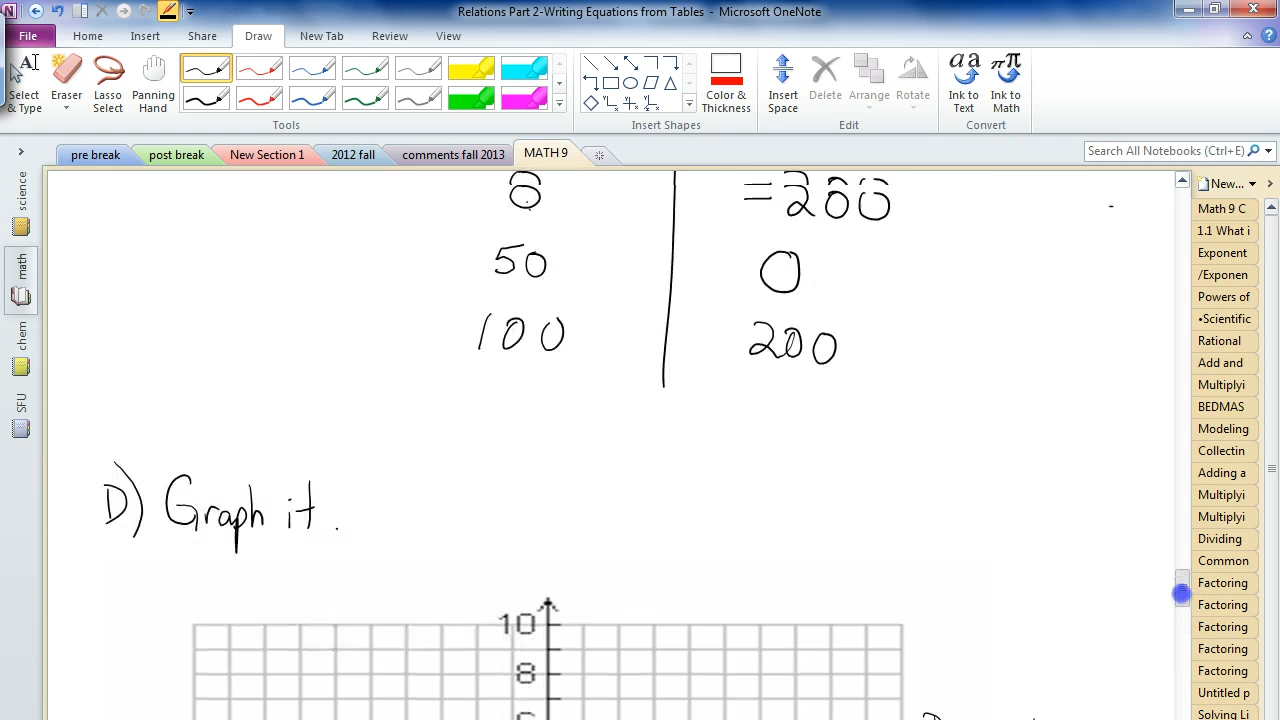 Relations Part 2-Writing Equations from Tables - Microsoft OneNote
File Home Insert Share Draw New Tab Review View
Select & Type
Eraser
Lasso Select
Panning Hand
Color & Thickness
Insert Space
Delete
Arrange
Rotate
Ink to Text
Ink to Math
Tools
Insert Shapes
Edit
Convert
pre break
post break
New Section 1
2012 fall
comments fall 2013
MATH 9
Search All Notebooks (Ctrl+E)
science
math
chem
SFU
= 200
50 0
100 200
D) Graph it.
10
8
New...
Math 9 C
1.1 What i
Exponent
/Exponen
Powers of
•Scientific
Rational
Add and
Multiplyi
BEDMAS
Modeling
Collectin
Adding a
Multiplyi
Multiplyi
Dividing
Common
Factoring
Factoring
Factoring
Factoring
Factoring
Untitled p
Solving Li